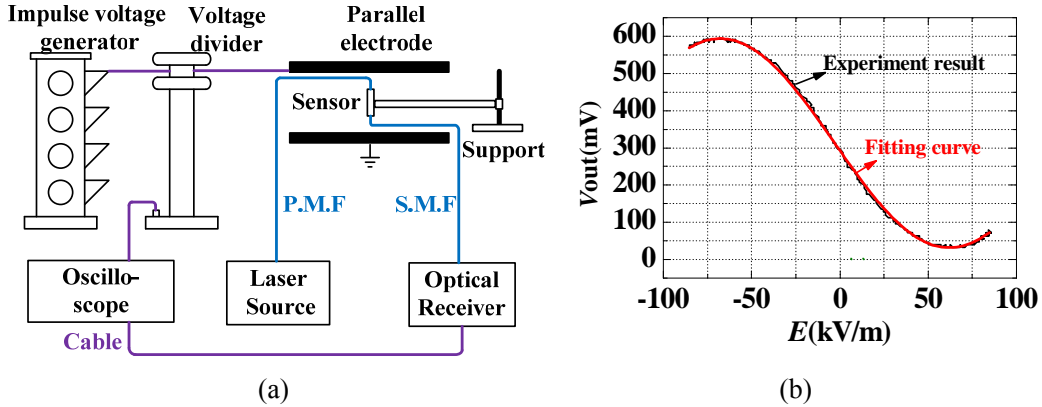 Impulse voltage
generator
Voltage
divider
Parallel
electrode
Sensor
Support
P.M.F
S.M.F
Oscillo-
scope
Laser
Source
Optical
Receiver
Cable
(a)
600
500
400
300
200
100
0
-100
-50
0
50
100
Vout(mV)
E(kV/m)
Experiment result
Fitting curve
(b)